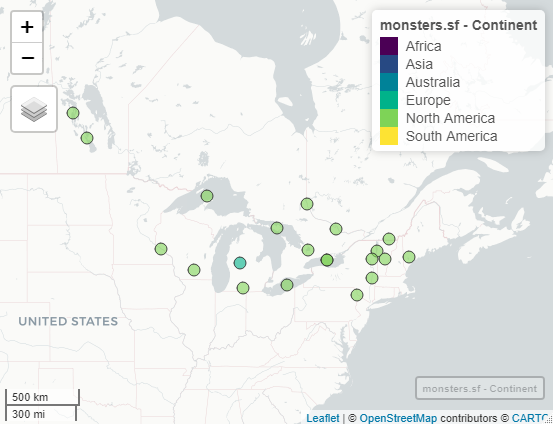 +
−
monsters.sf - Continent
Africa
Asia
Australia
Europe
North America
South America
UNITED STATES
monsters.sf - Continent
500 km
300 mi
Leaflet | © OpenStreetMap contributors © CARTO